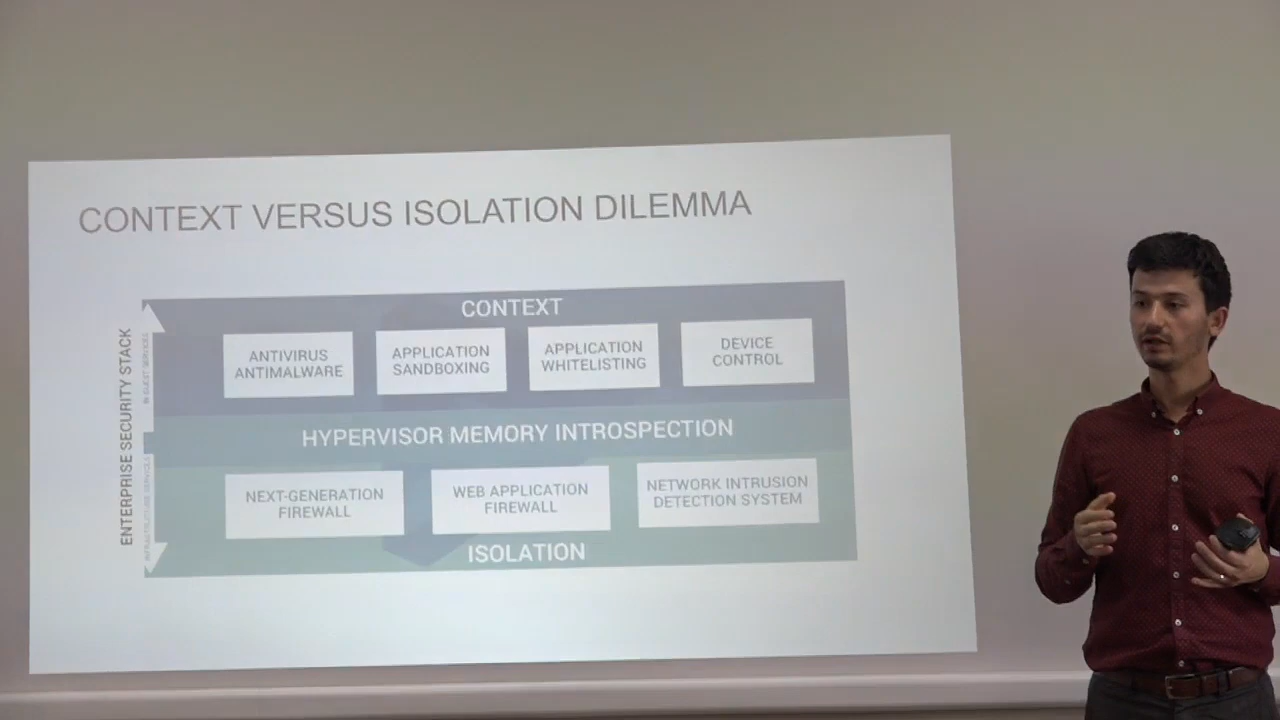 CONTEXT VERSUS ISOLATION DILEMMA
CONTEXT
ANTIVIRUS
ANTIMALWARE
APPLICATION
SANDBOXING
APPLICATION
WHITELISTING
DEVICE
CONTROL
ENTERPRISE SECURITY STACK
HYPERVISOR MEMORY INTROSPECTION
NEXT-GENERATION
FIREWALL
WEB APPLICATION
FIREWALL
NETWORK INTRUSION
DETECTION SYSTEM
ISOLATION